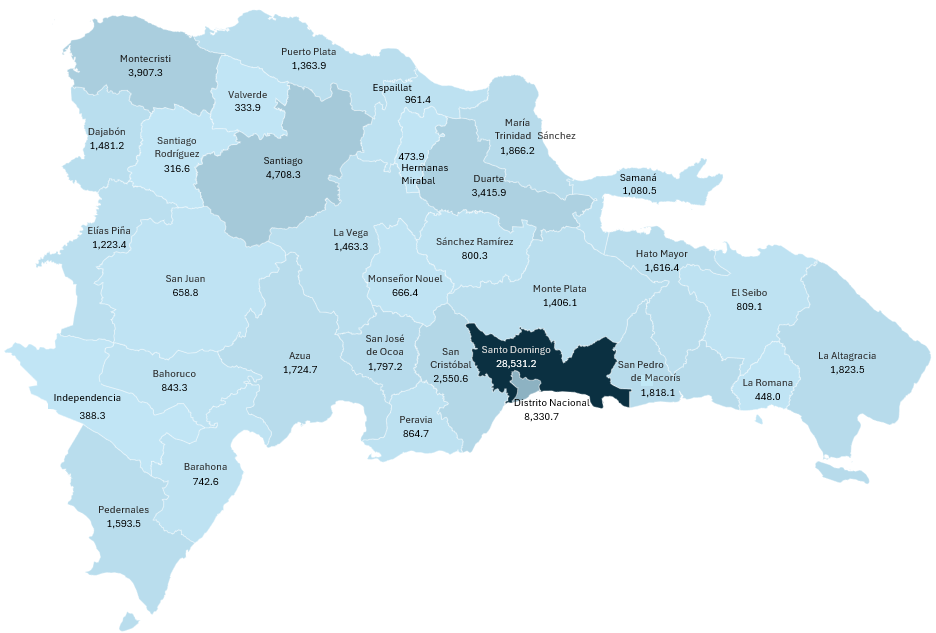 Puerto Plata
1,363.9
Montecristi
3,907.3
Espaillat
961.4
Valverde
333.9
María
Trinidad Sánchez
1,866.2
Dajabón
1,481.2
Santiago
Rodríguez
316.6
Santiago
4,708.3
473.9
Hermanas
Mirabal
Duarte
3,415.9
Samaná
1,080.5
Elías Piña
1,223.4
La Vega
1,463.3
Sánchez Ramírez
800.3
Hato Mayor
1,616.4
San Juan
658.8
Monseñor Nouel
666.4
Monte Plata
1,406.1
El Seibo
809.1
San José
de Ocoa
1,797.2
San
Cristóbal
2,550.6
Santo Domingo
28,531.2
Azua
1,724.7
La Altagracia
1,823.5
Bahoruco
843.3
San Pedro
de Macorís
1,818.1
La Romana
448.0
Independencia
388.3
Distrito Nacional
8,330.7
Peravia
864.7
Barahona
742.6
Pedernales
1,593.5